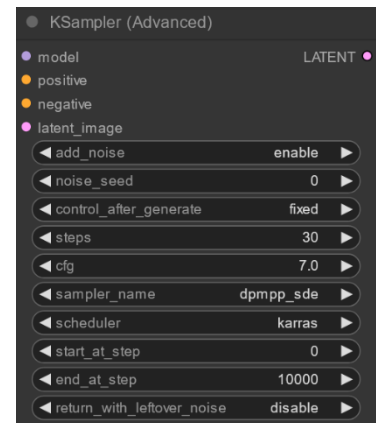 KSampler (Advanced)
model LATENT
positive
negative
latent_image
add_noise enable
noise_seed 0
control_after_generate fixed
steps 30
cfg 7.0
sampler_name dpmpp_sde
scheduler karras
start_at_step 0
end_at_step 10000
return_with_leftover_noise disable